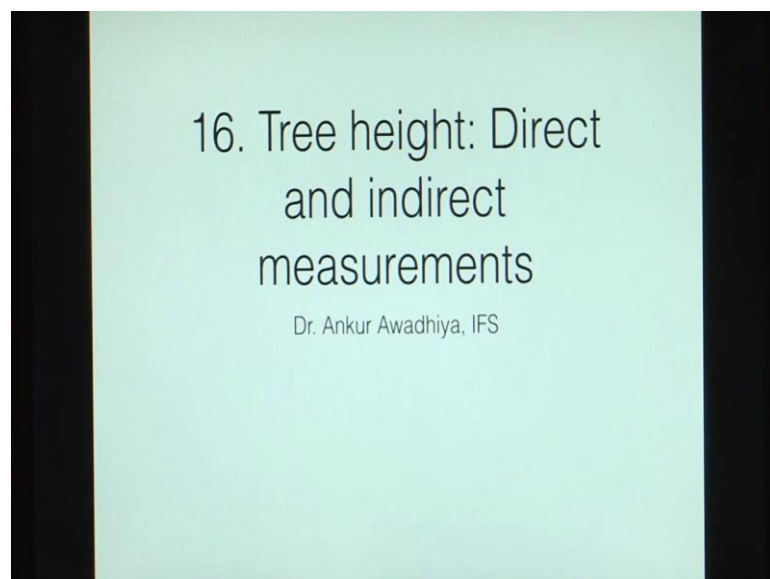 16. Tree height: Direct
and indirect
measurements
Dr. Ankur Awadhiya, IFS